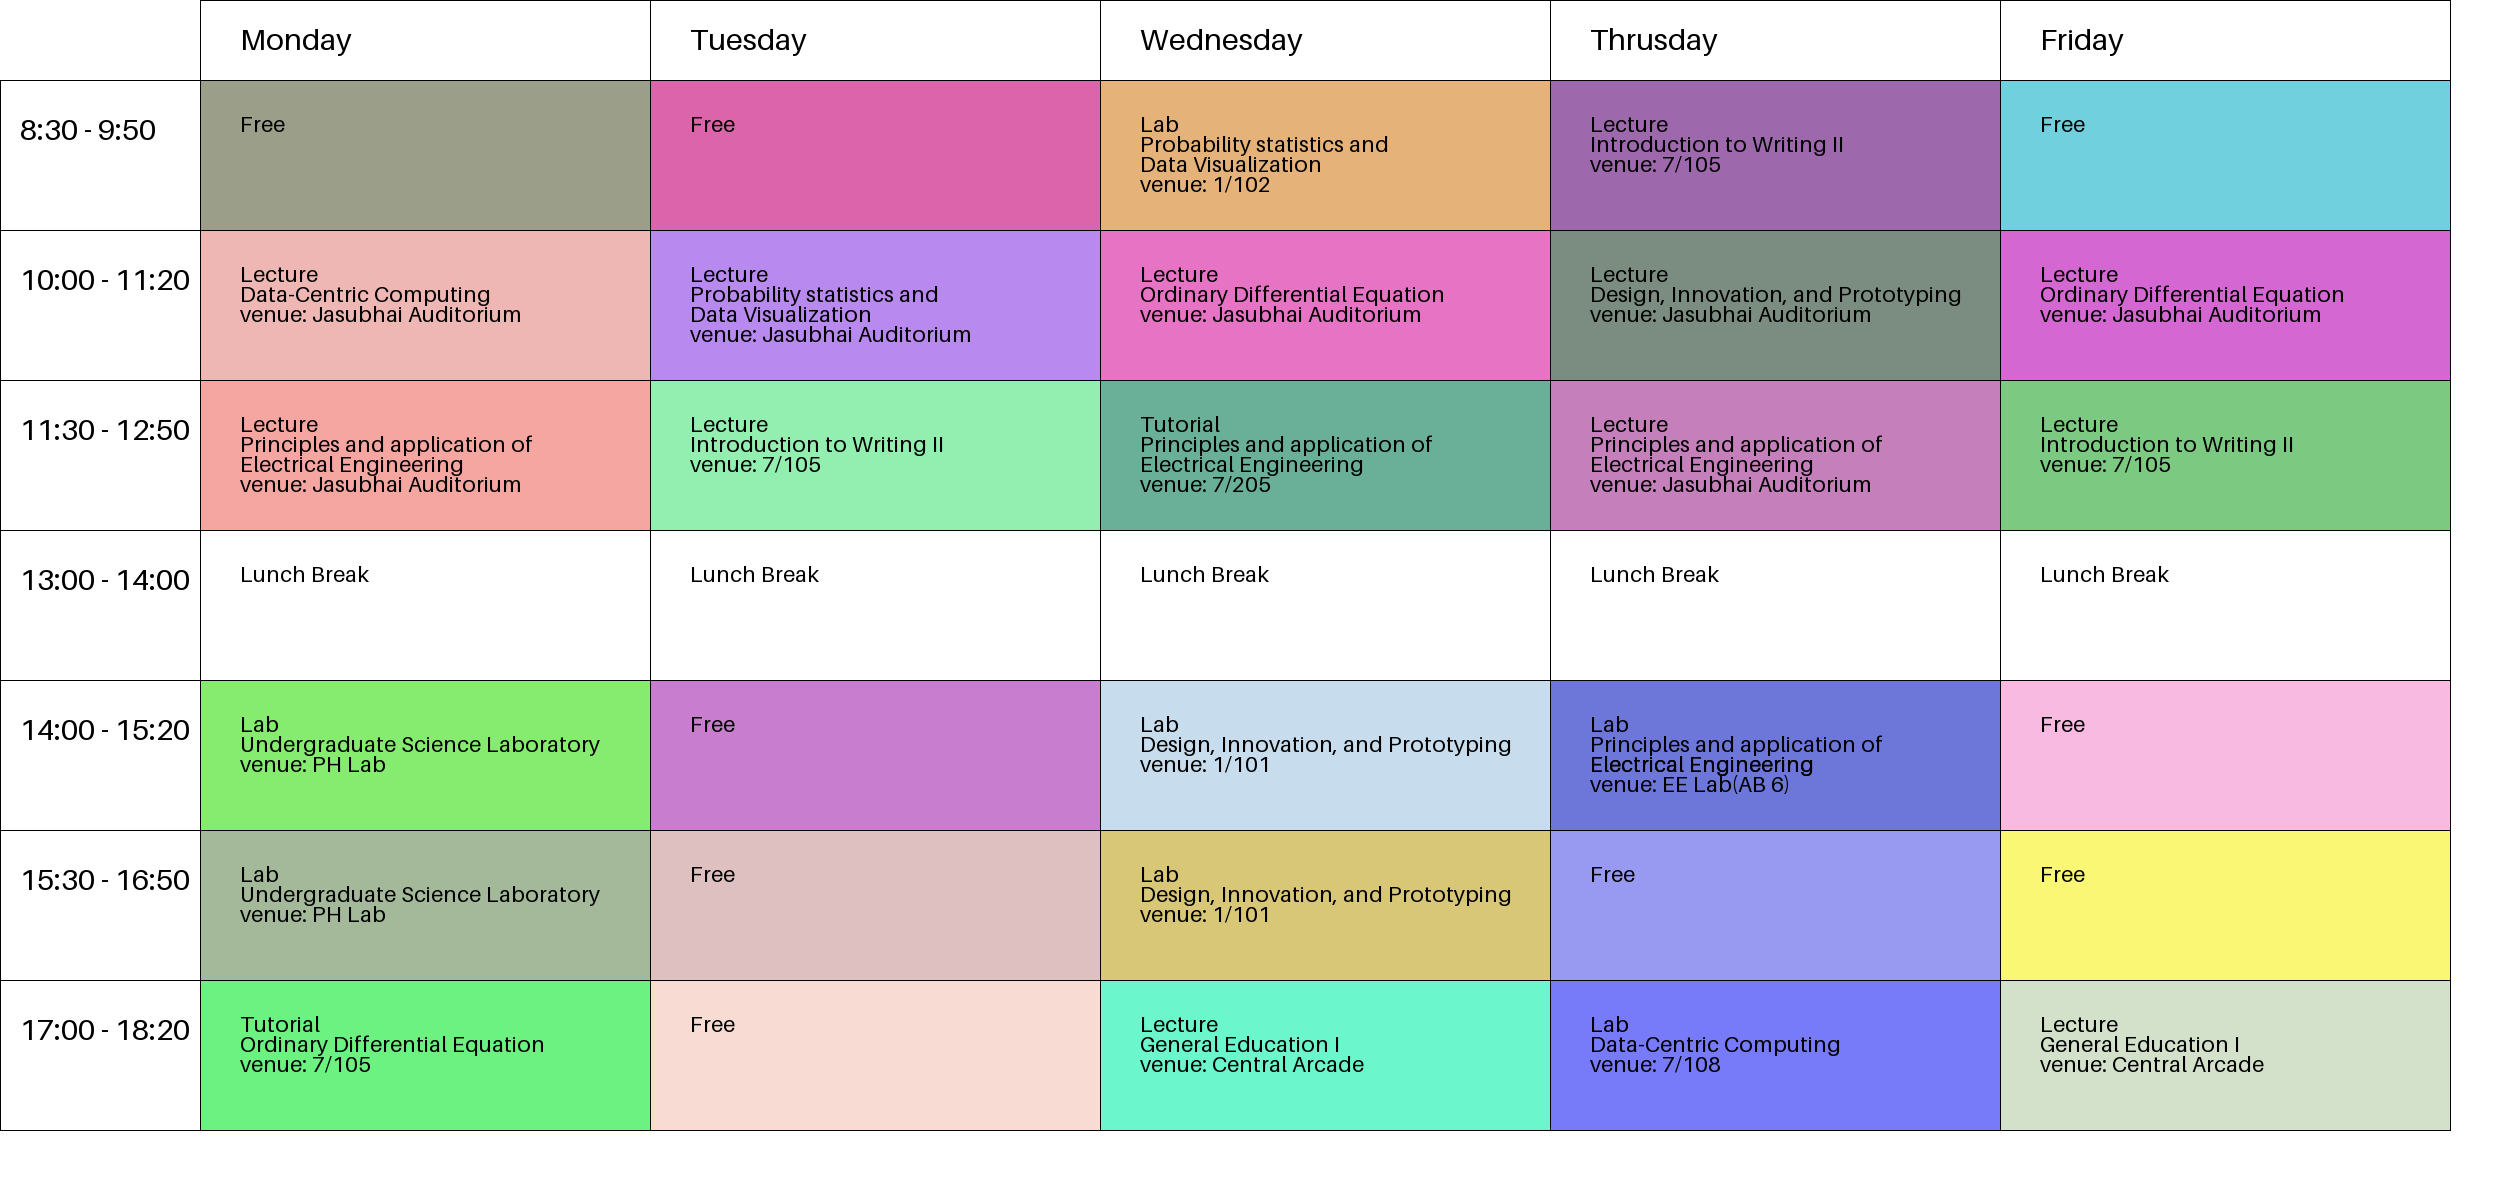 Monday
Tuesday
Wednesday
Thrusday
Friday
8:30 - 9:50
Free
Free
Lab
Probability statistics and
Data Visualization
venue: 1/102
Lecture
Introduction to Writing II
venue: 7/105
Free
10:00 - 11:20
Lecture
Data-Centric Computing
venue: Jasubhai Auditorium
Lecture
Probability statistics and
Data Visualization
venue: Jasubhai Auditorium
Lecture
Ordinary Differential Equation
venue: Jasubhai Auditorium
Lecture
Design, Innovation, and Prototyping
venue: Jasubhai Auditorium
Lecture
Ordinary Differential Equation
venue: Jasubhai Auditorium
11:30 - 12:50
Lecture
Principles and application of
Electrical Engineering
venue: Jasubhai Auditorium
Lecture
Introduction to Writing II
venue: 7/105
Tutorial
Principles and application of
Electrical Engineering
venue: 7/205
Lecture
Principles and application of
Electrical Engineering
venue: Jasubhai Auditorium
Lecture
Introduction to Writing II
venue: 7/105
13:00 - 14:00
Lunch Break
Lunch Break
Lunch Break
Lunch Break
Lunch Break
14:00 - 15:20
Lab
Undergraduate Science Laboratory
venue: PH Lab
Free
Lab
Design, Innovation, and Prototyping
venue: 1/101
Lab
Principles and application of
Electrical Engineering
venue: EE Lab(AB 6)
Free
15:30 - 16:50
Lab
Undergraduate Science Laboratory
venue: PH Lab
Free
Lab
Design, Innovation, and Prototyping
venue: 1/101
Free
Free
17:00 - 18:20
Tutorial
Ordinary Differential Equation
venue: 7/105
Free
Lecture
General Education I
venue: Central Arcade
Lab
Data-Centric Computing
venue: 7/108
Lecture
General Education I
venue: Central Arcade